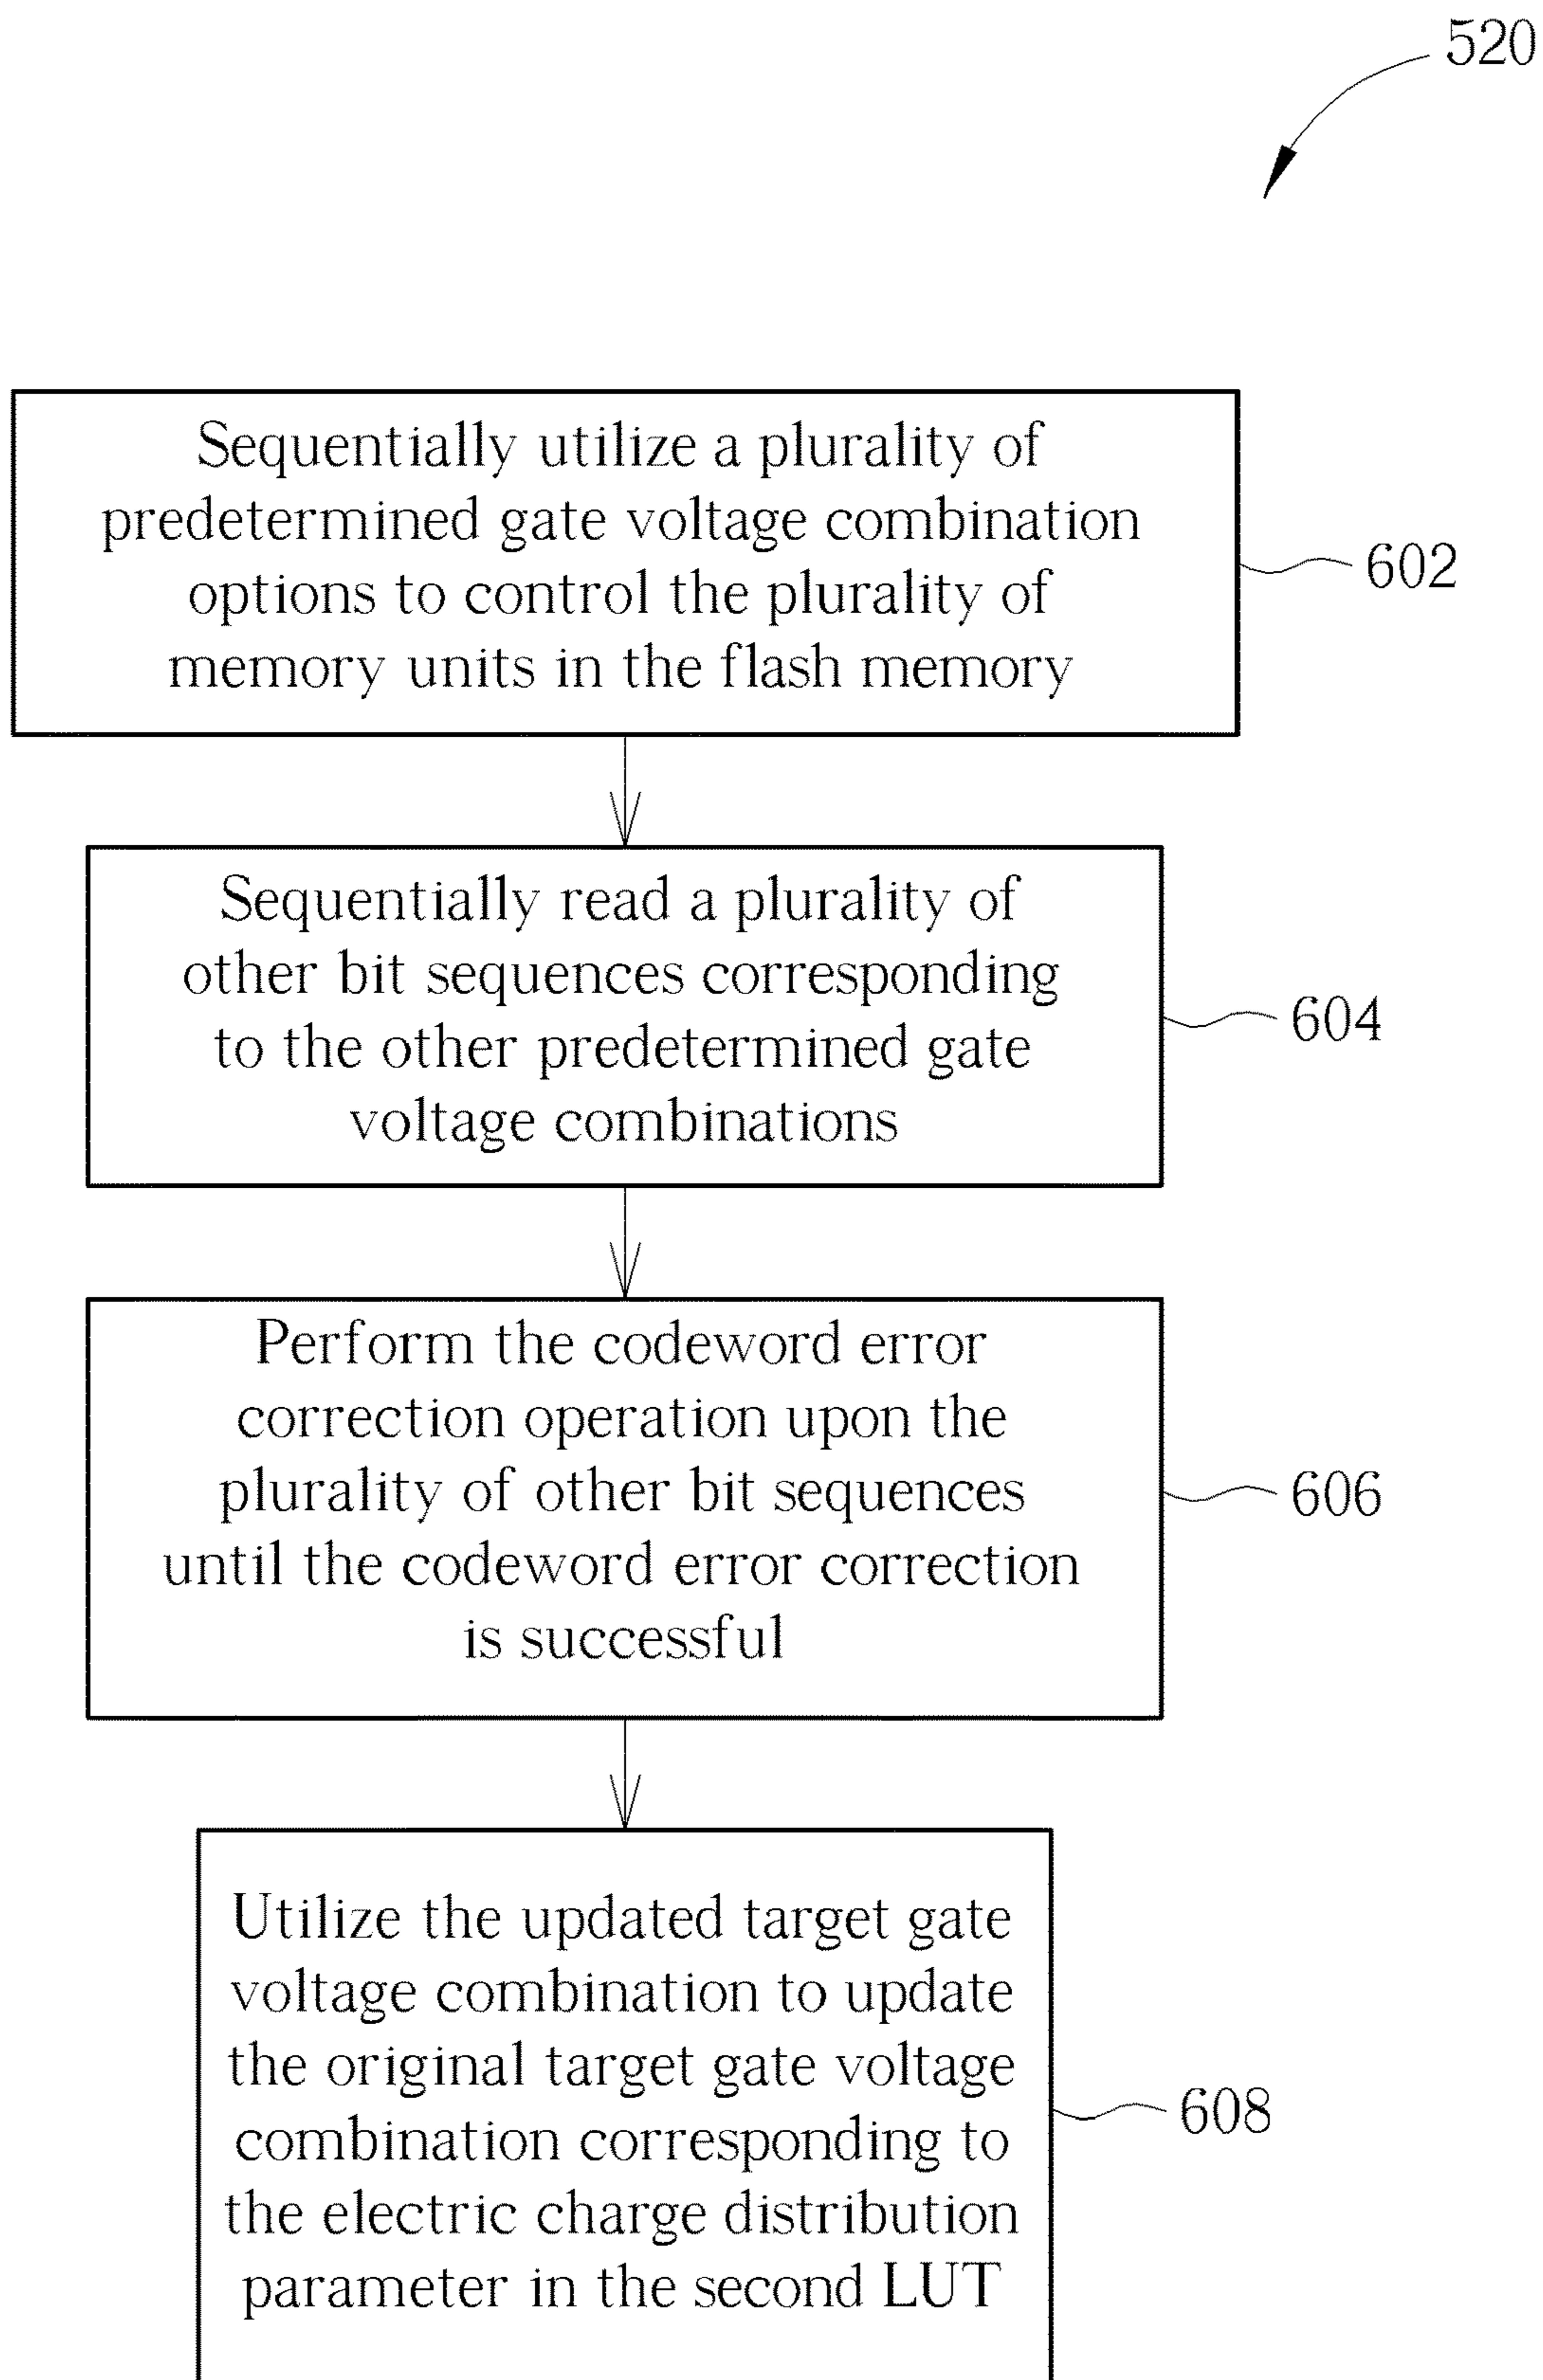 520
Sequentially utilize a plurality of
predetermined gate voltage combination
options to control the plurality of
memory units in the flash memory
602
Sequentially read a plurality of
other bit sequences corresponding
to the other predetermined gate
voltage combinations
604
Perform the codeword error
correction operation upon the
plurality of other bit sequences
until the codeword error correction
is successful
606
Utilize the updated target gate
voltage combination to update
the original target gate voltage
combination corresponding to
the electric charge distribution
parameter in the second LUT
608